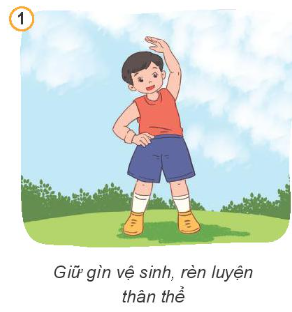 1
Giữ gìn vệ sinh, rèn luyện
thân thể